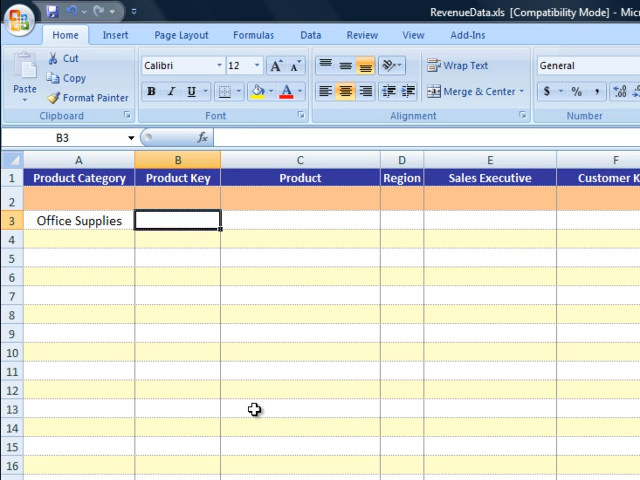 RevenueData.xls [Compatibility Mode] - Mic
Home Insert Page Layout Formulas Data Review View Add-Ins
Cut
Copy
Format Painter
Paste
Calibri 12 A A
B I U A
Wrap Text
Merge & Center
General
$ % ,
Clipboard Font Alignment Number
B3 fx
A B C D E F
1 Product Category Product Key Product Region Sales Executive Customer K
2
3 Office Supplies
4
5
6
7
8
9
10
11
12
13
14
15
16